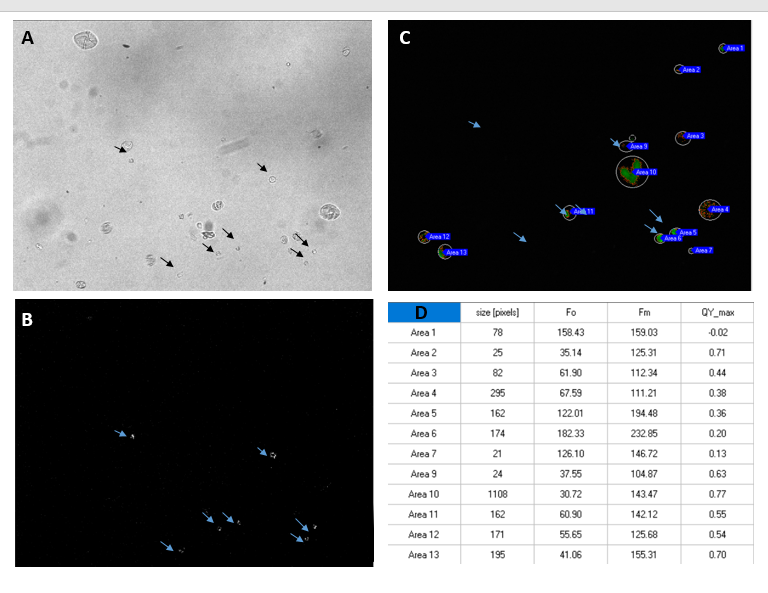 A
C
Area 1
Area 2
Area 3
Area 9
Area 10
Area 4
Area 11
Area 5
Area 6
Area 12
Area 7
Area 13
B
D size [pixels] Fo Fm QY_max
Area 1 78 158.43 159.03 -0.02
Area 2 25 35.14 125.31 0.71
Area 3 82 61.90 112.34 0.44
Area 4 295 67.59 111.21 0.38
Area 5 162 122.01 194.48 0.36
Area 6 174 182.33 232.85 0.20
Area 7 21 126.10 146.72 0.13
Area 9 24 37.55 104.87 0.63
Area 10 1108 30.72 143.47 0.77
Area 11 162 60.90 142.12 0.55
Area 12 171 55.65 125.68 0.54
Area 13 195 41.06 155.31 0.70